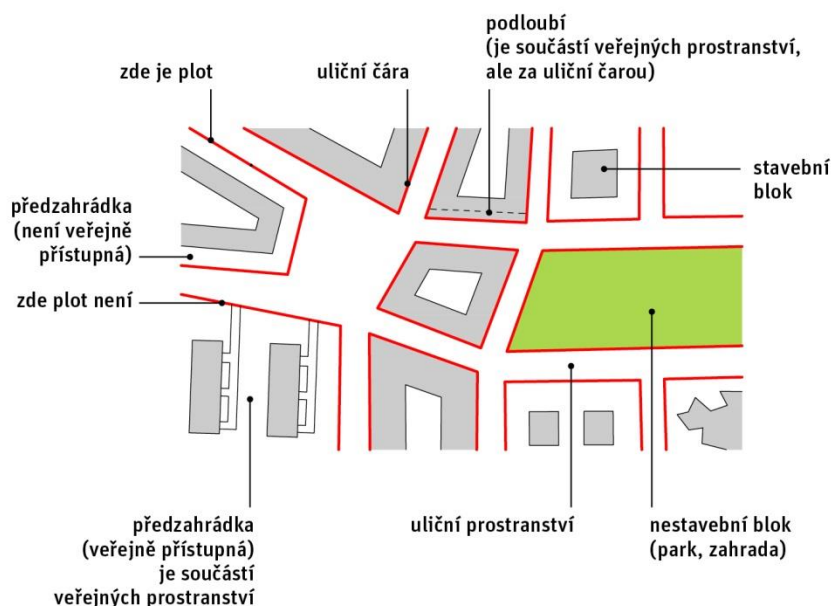 podloubí
(je součástí veřejných prostranství,
ale za uliční čarou)
zde je plot
uliční čára
stavební
blok
předzahrádka
(není veřejně
přístupná)
zde plot není
předzahrádka
(veřejně přístupná)
je součástí
veřejných prostranství
uliční prostranství
nestavební blok
(park, zahrada)